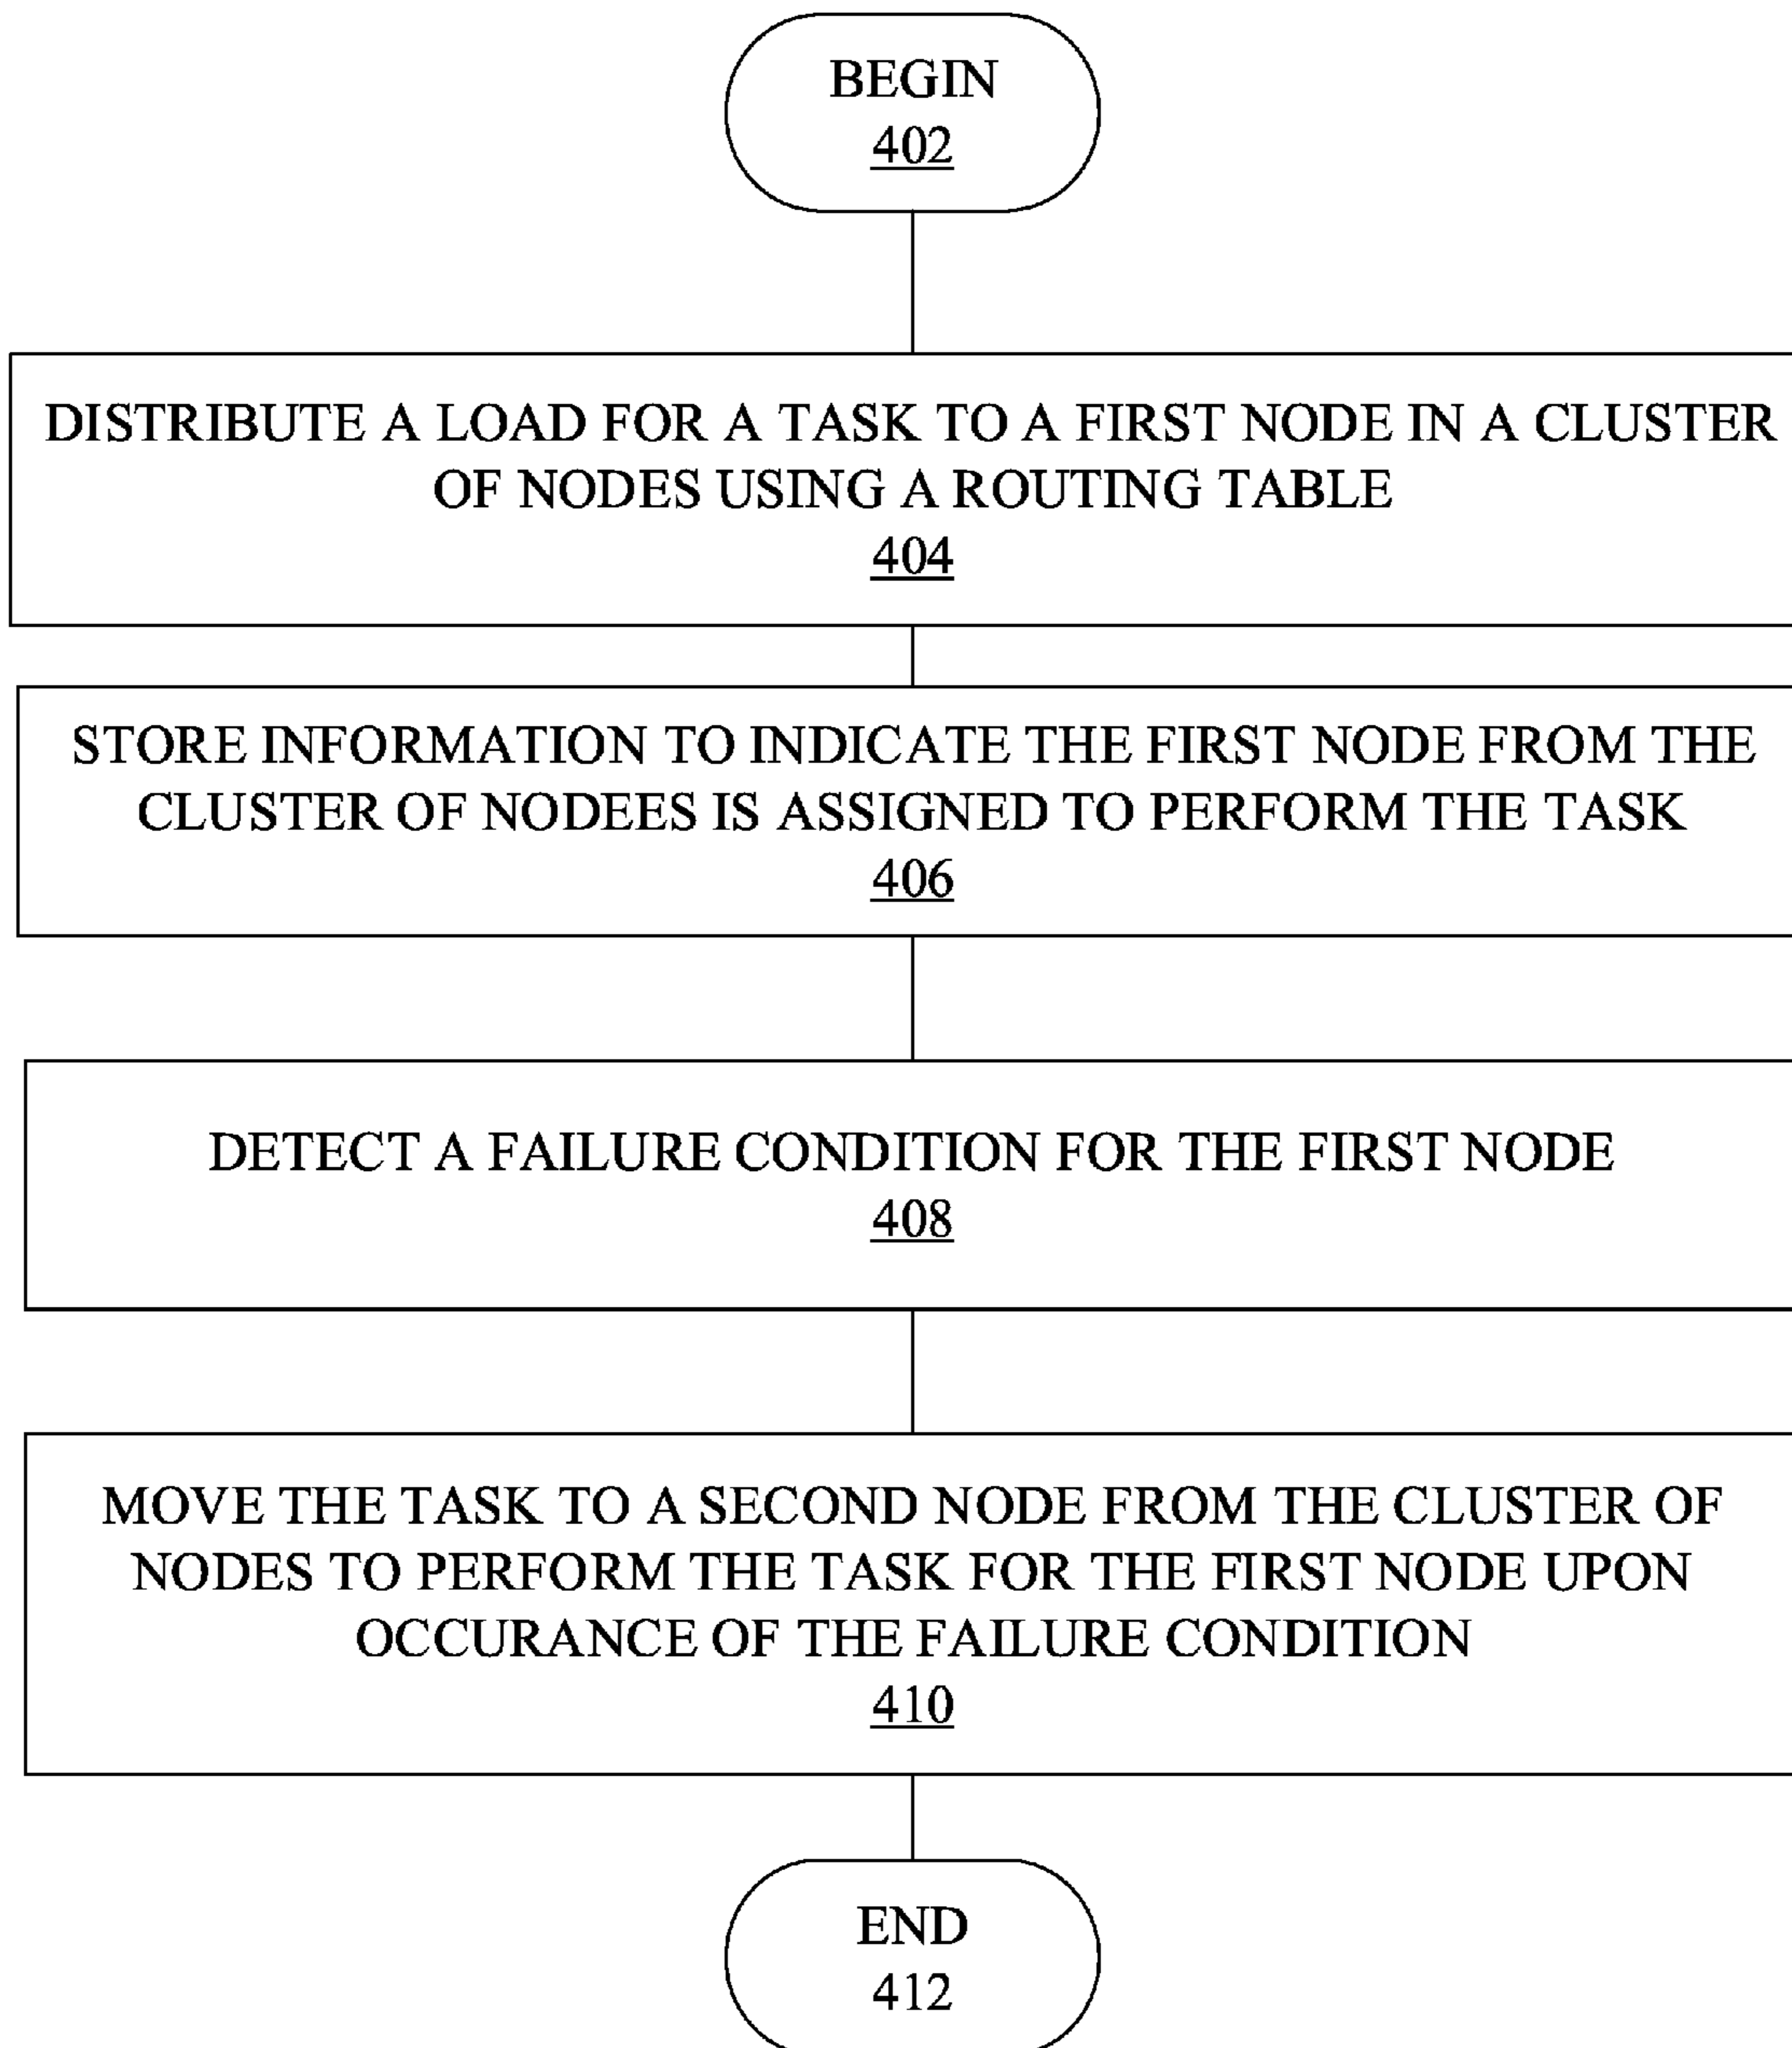 BEGIN
402
DISTRIBUTE A LOAD FOR A TASK TO A FIRST NODE IN A CLUSTER
OF NODES USING A ROUTING TABLE
404
STORE INFORMATION TO INDICATE THE FIRST NODE FROM THE
CLUSTER OF NODEES IS ASSIGNED TO PERFORM THE TASK
406
DETECT A FAILURE CONDITION FOR THE FIRST NODE
408
MOVE THE TASK TO A SECOND NODE FROM THE CLUSTER OF
NODES TO PERFORM THE TASK FOR THE FIRST NODE UPON
OCCURANCE OF THE FAILURE CONDITION
410
END
412